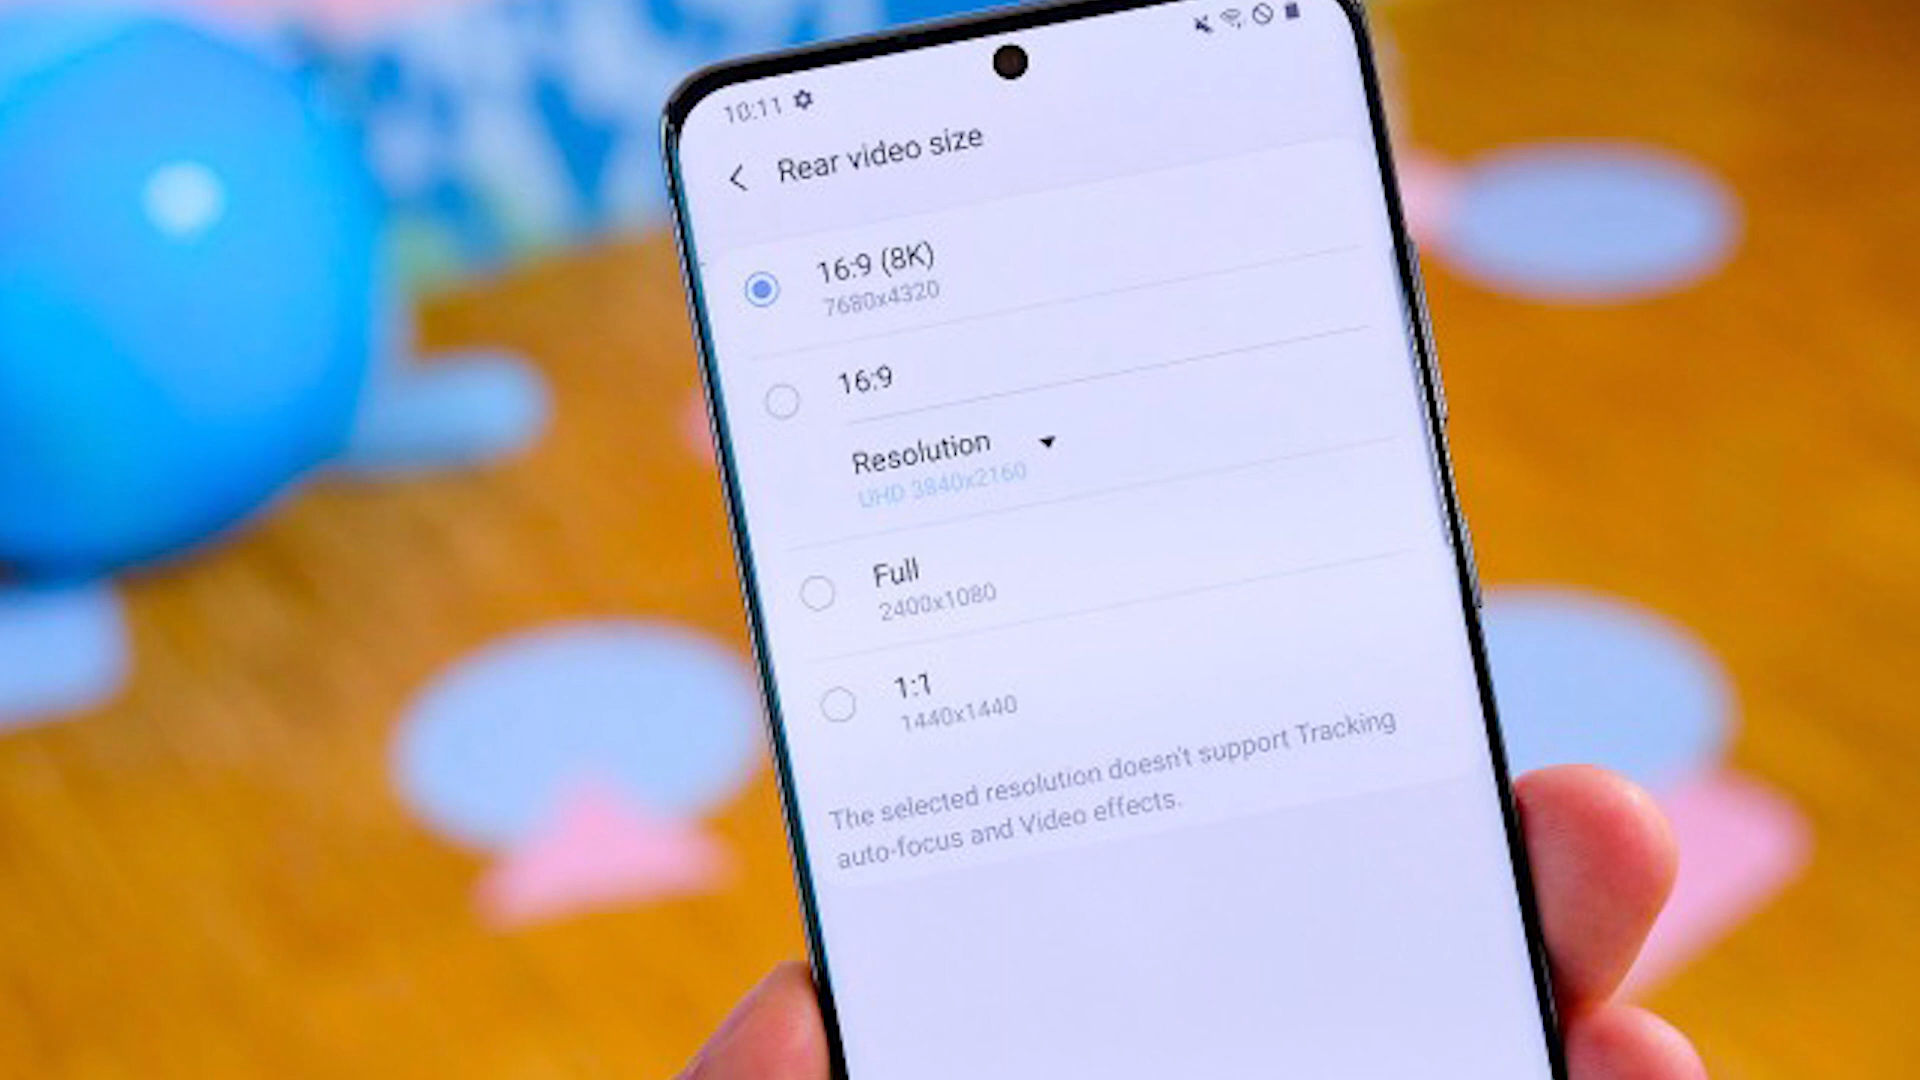 10:11
Rear video size
16:9 (8K)
7680x4320
16:9
Resolution
UHD 3840x2160
Full
2400x1080
1:1
1440x1440
The selected resolution doesn't support Tracking
auto-focus and Video effects.